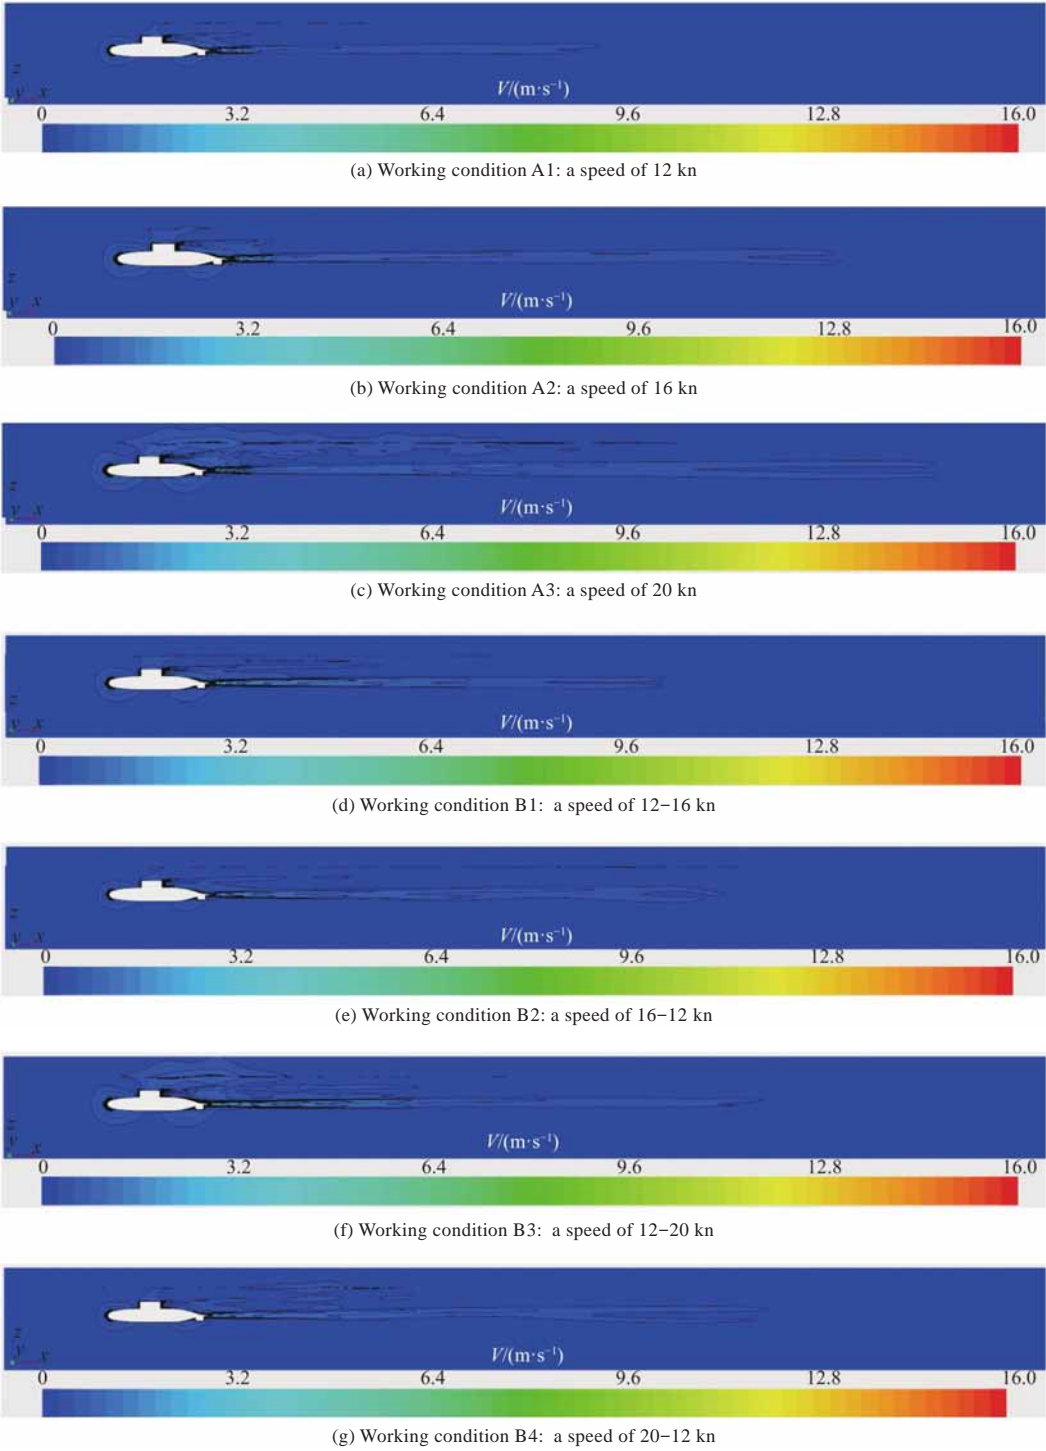 z
y x
V/(m·s⁻¹)
0 3.2 6.4 9.6 12.8 16.0
(a) Working condition A1: a speed of 12 kn
z
y x
V/(m·s⁻¹)
0 3.2 6.4 9.6 12.8 16.0
(b) Working condition A2: a speed of 16 kn
z
y x
V/(m·s⁻¹)
0 3.2 6.4 9.6 12.8 16.0
(c) Working condition A3: a speed of 20 kn
z
y x
V/(m·s⁻¹)
0 3.2 6.4 9.6 12.8 16.0
(d) Working condition B1: a speed of 12−16 kn
z
y x
V/(m·s⁻¹)
0 3.2 6.4 9.6 12.8 16.0
(e) Working condition B2: a speed of 16−12 kn
z
y x
V/(m·s⁻¹)
0 3.2 6.4 9.6 12.8 16.0
(f) Working condition B3: a speed of 12−20 kn
z
y x
V/(m·s⁻¹)
0 3.2 6.4 9.6 12.8 16.0
(g) Working condition B4: a speed of 20−12 kn